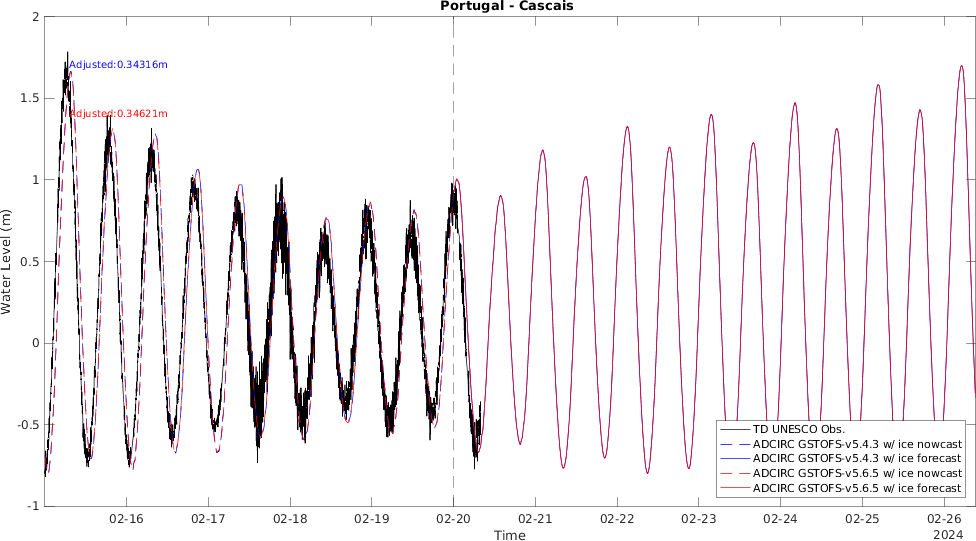 Portugal - Cascais
2
1.5
1
0.5
0
-0.5
-1
Water Level (m)
Adjusted:0.34316m
Adjusted:0.34621m
TD UNESCO Obs.
ADCIRC GSTOFS-v5.4.3 w/ ice nowcast
ADCIRC GSTOFS-v5.4.3 w/ ice forecast
ADCIRC GSTOFS-v5.6.5 w/ ice nowcast
ADCIRC GSTOFS-v5.6.5 w/ ice forecast
02-16 02-17 02-18 02-19 02-20 02-21 02-22 02-23 02-24 02-25 02-26
Time
2024